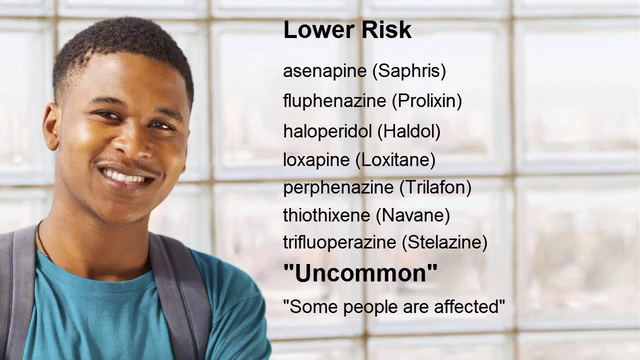 Lower Risk
asenapine (Saphris)
fluphenazine (Prolixin)
haloperidol (Haldol)
loxapine (Loxitane)
perphenazine (Trilafon)
thiothixene (Navane)
trifluoperazine (Stelazine)
"Uncommon"
"Some people are affected"